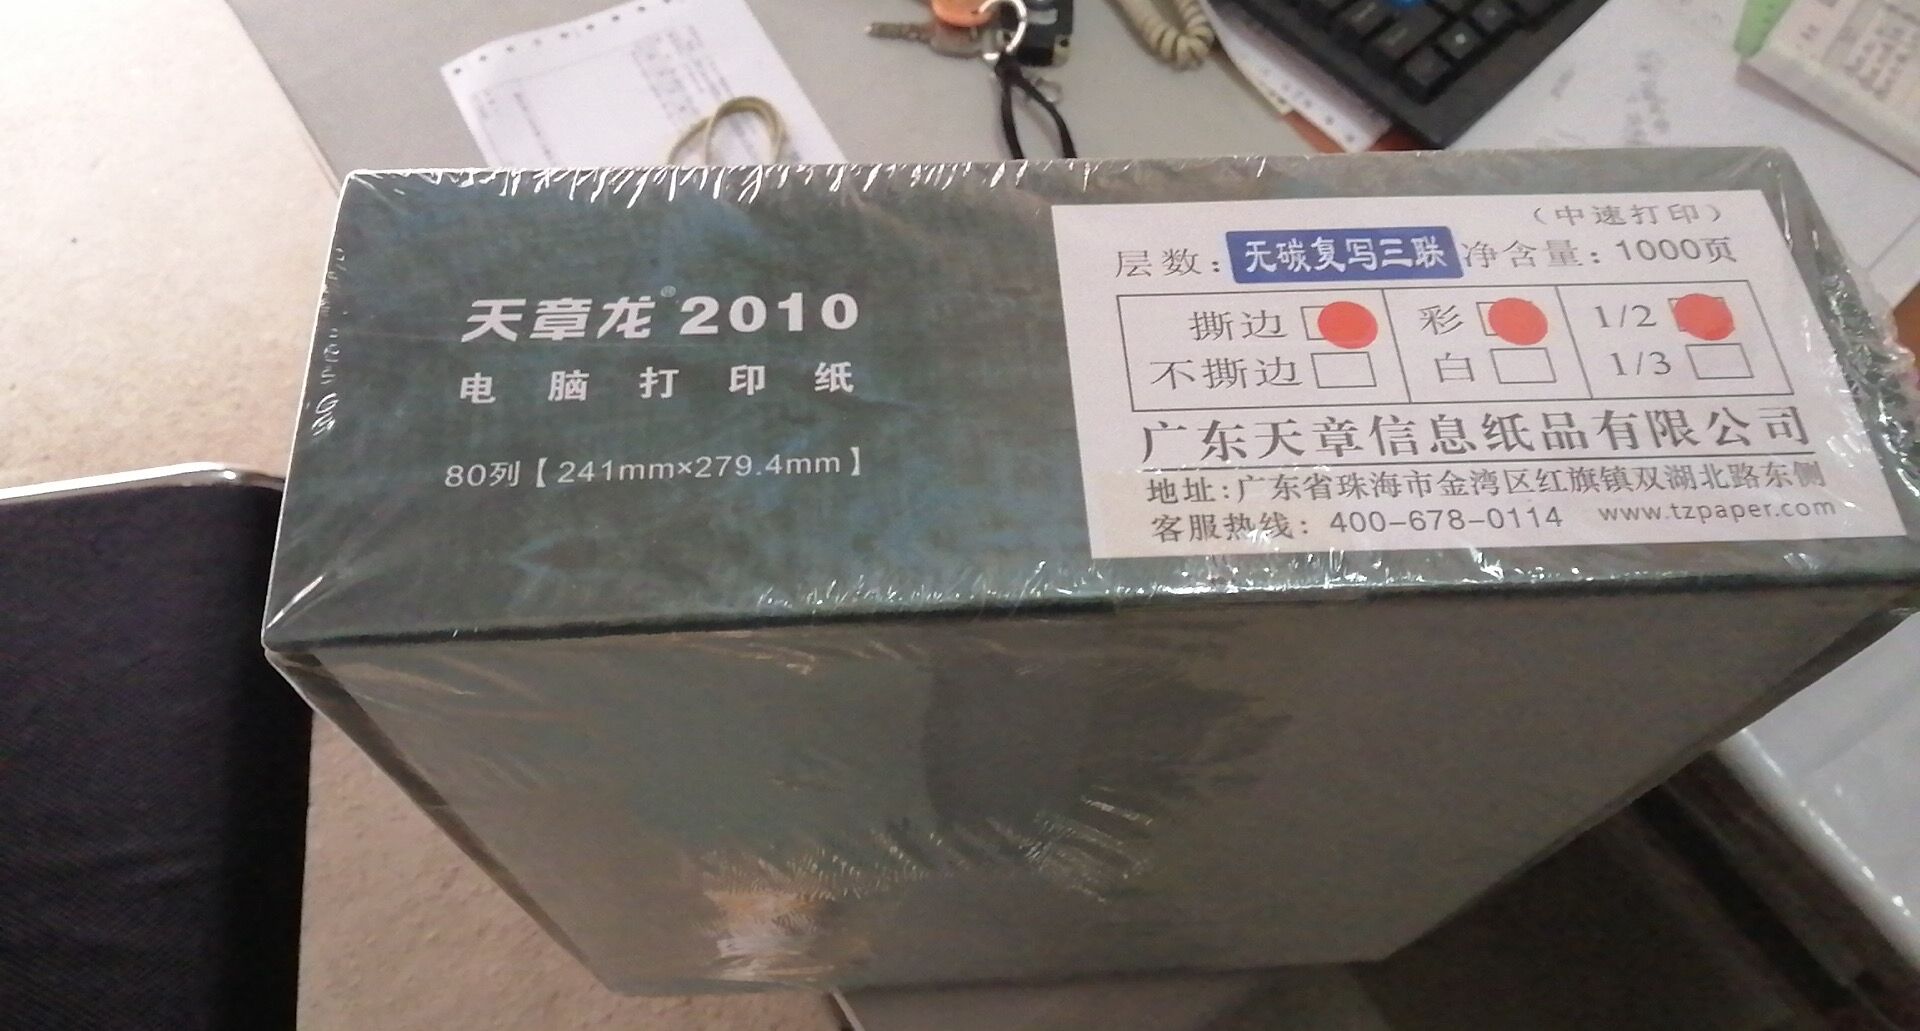 天章龙® 2010
电脑打印纸
80列【241mm×279.4mm】
（中速打印）
层数：无碳复写三联 净含量：1000页
撕边 彩 1/2
不撕边 白 1/3
广东天章信息纸品有限公司
地址:广东省珠海市金湾区红旗镇双湖北路东侧
客服热线：400-678-0114 www.tzpaper.com